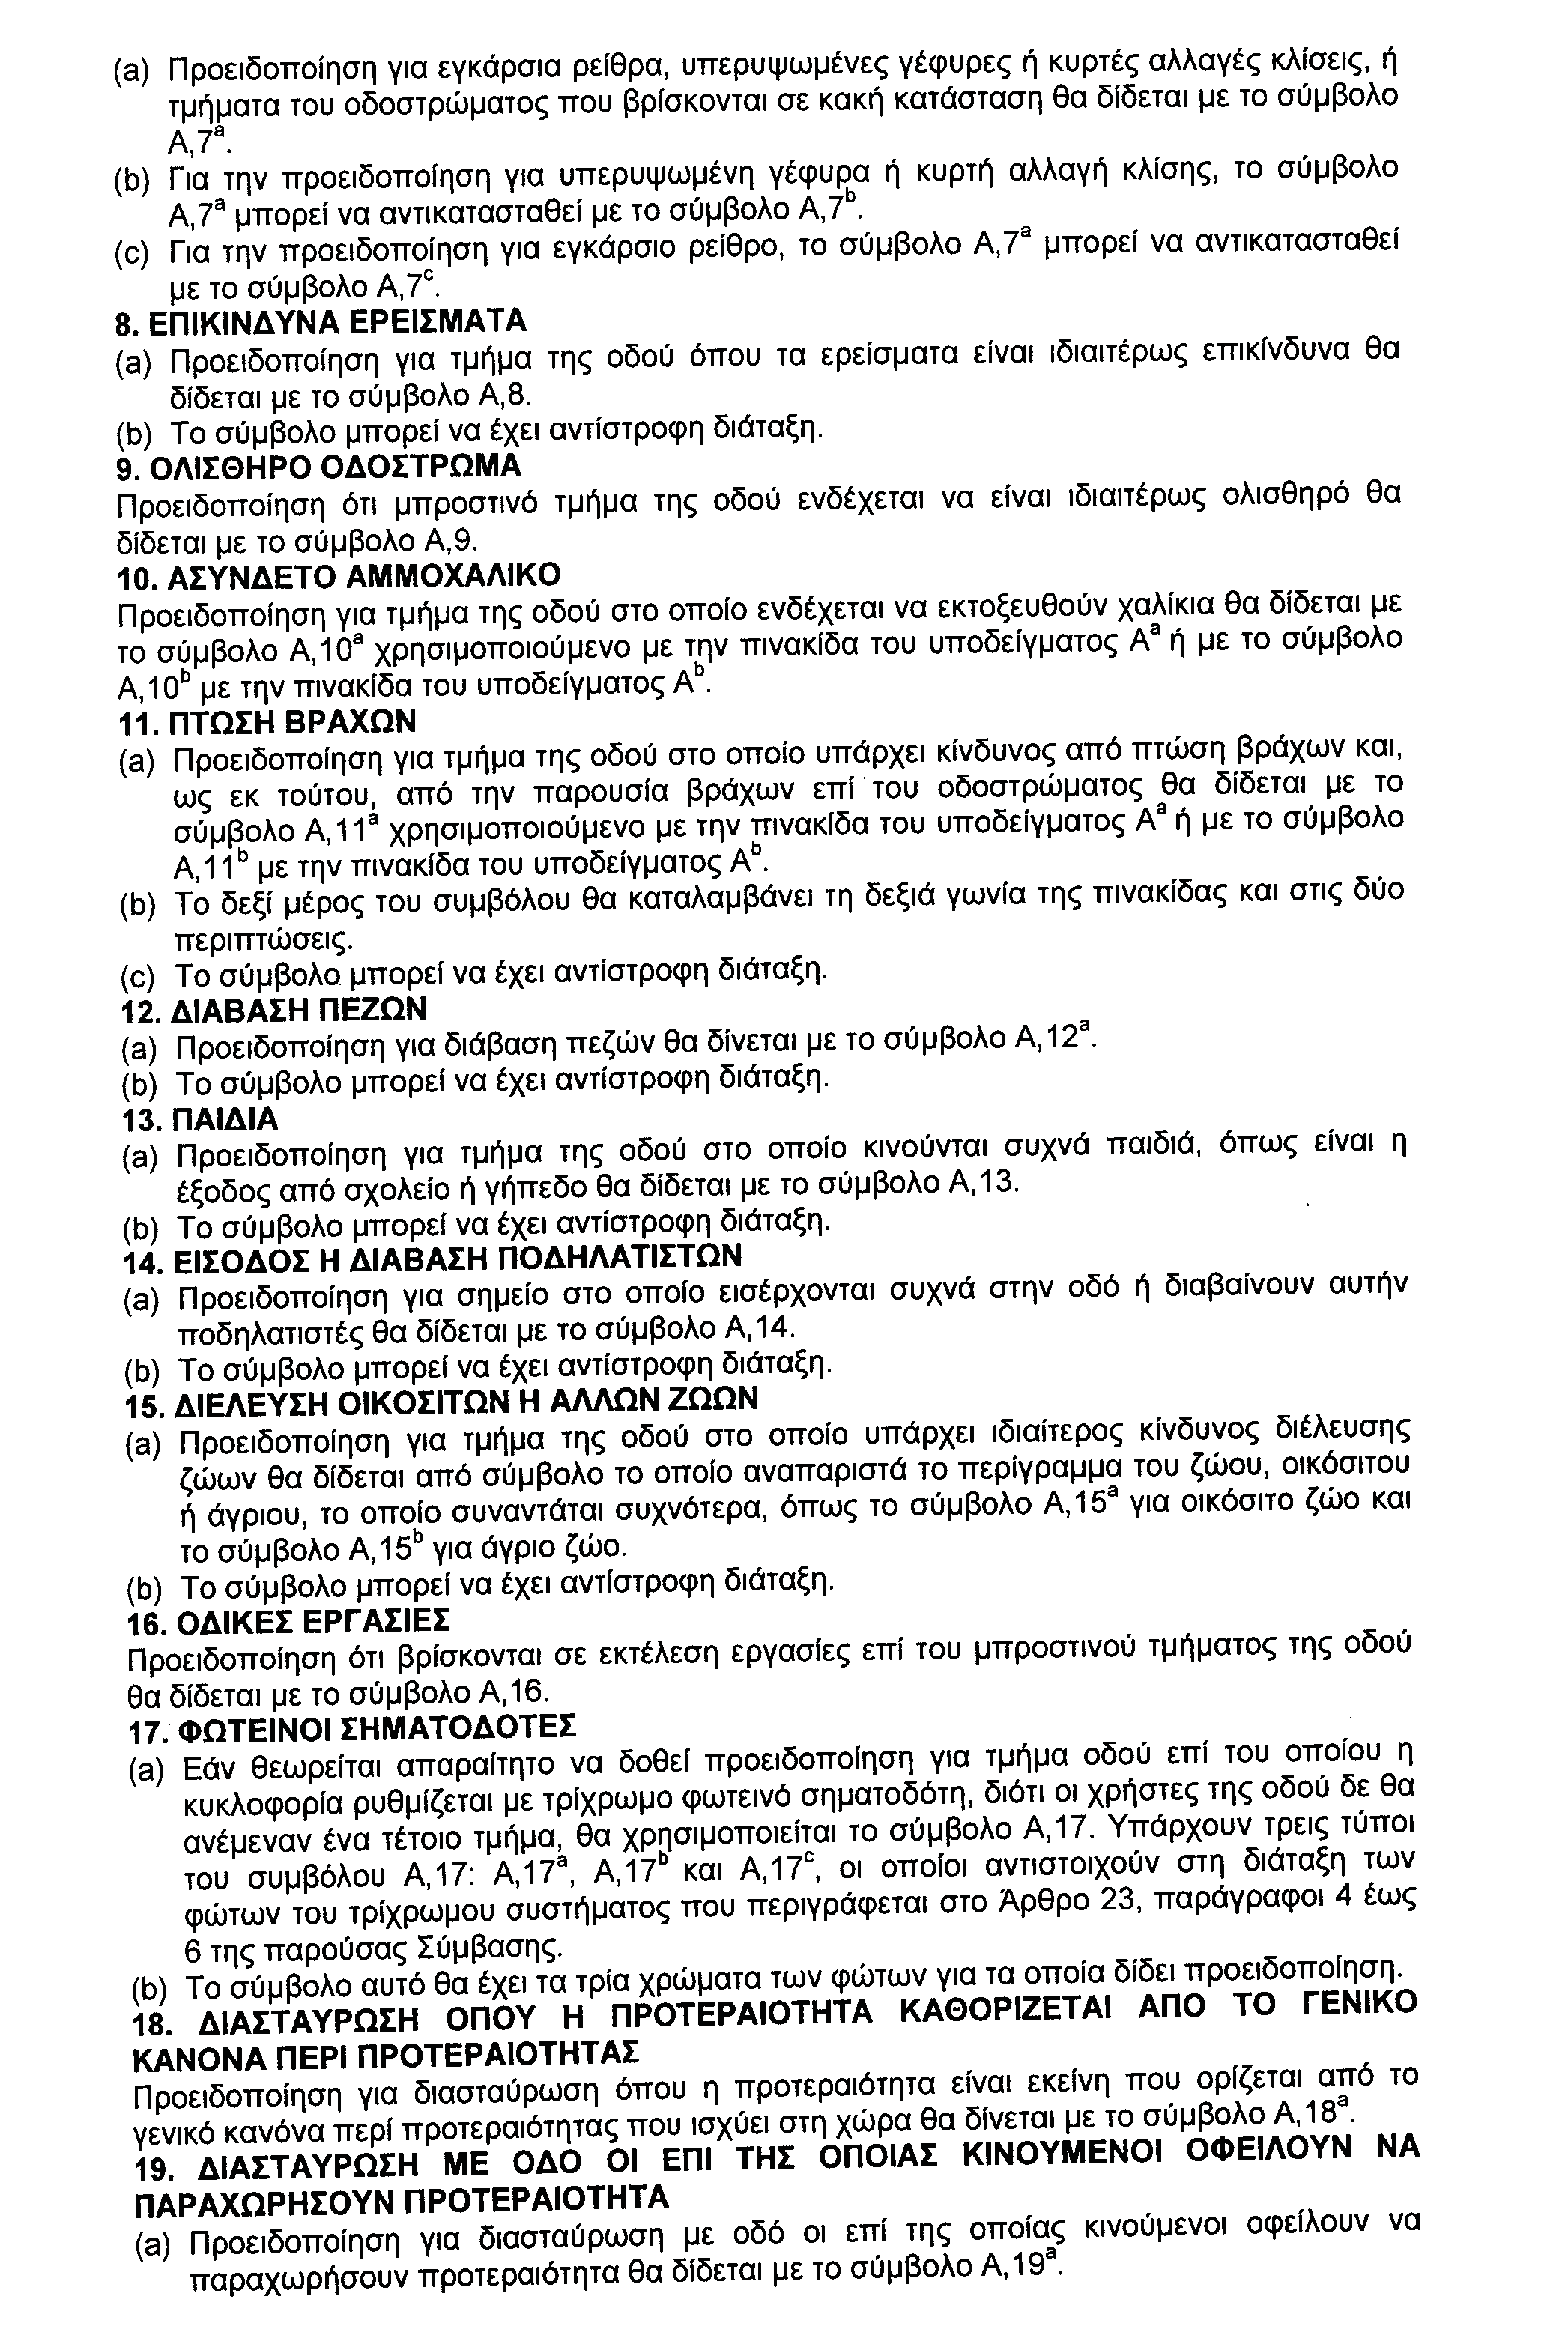 (a) Προειδοποίηση για εγκάρσια ρείθρα, υπερυψωμένες γέφυρες ή κυρτές αλλαγές κλίσεις, ή
τμήματα του οδοστρώματος που βρίσκονται σε κακή κατάσταση θα δίδεται με το σύμβολο
Α,7ª.
(b) Για την προειδοποίηση για υπερυψωμένη γέφυρα ή κυρτή αλλαγή κλίσης, το σύμβολο
Α,7ª μπορεί να αντικατασταθεί με το σύμβολο Α,7ᵇ.
(c) Για την προειδοποίηση για εγκάρσιο ρείθρο, το σύμβολο Α,7ª μπορεί να αντικατασταθεί
με το σύμβολο Α,7ᶜ.
8. ΕΠΙΚΙΝΔΥΝΑ ΕΡΕΙΣΜΑΤΑ
(a) Προειδοποίηση για τμήμα της οδού όπου τα ερείσματα είναι ιδιαιτέρως επικίνδυνα θα
δίδεται με το σύμβολο Α,8.
(b) Το σύμβολο μπορεί να έχει αντίστροφη διάταξη.
9. ΟΛΙΣΘΗΡΟ ΟΔΟΣΤΡΩΜΑ
Προειδοποίηση ότι μπροστινό τμήμα της οδού ενδέχεται να είναι ιδιαιτέρως ολισθηρό θα
δίδεται με το σύμβολο Α,9.
10. ΑΣΥΝΔΕΤΟ ΑΜΜΟΧΑΛΙΚΟ
Προειδοποίηση για τμήμα της οδού στο οποίο ενδέχεται να εκτοξευθούν χαλίκια θα δίδεται με
το σύμβολο Α,10ª χρησιμοποιούμενο με την πινακίδα του υποδείγματος Αª ή με το σύμβολο
Α,10ᵇ με την πινακίδα του υποδείγματος Αᵇ.
11. ΠΤΩΣΗ ΒΡΑΧΩΝ
(a) Προειδοποίηση για τμήμα της οδού στο οποίο υπάρχει κίνδυνος από πτώση βράχων και,
ως εκ τούτου, από την παρουσία βράχων επί του οδοστρώματος θα δίδεται με το
σύμβολο Α,11ª χρησιμοποιούμενο με την πινακίδα του υποδείγματος Αª ή με το σύμβολο
Α,11ᵇ με την πινακίδα του υποδείγματος Αᵇ.
(b) Το δεξί μέρος του συμβόλου θα καταλαμβάνει τη δεξιά γωνία της πινακίδας και στις δύο
περιπτώσεις.
(c) Το σύμβολο μπορεί να έχει αντίστροφη διάταξη.
12. ΔΙΑΒΑΣΗ ΠΕΖΩΝ
(a) Προειδοποίηση για διάβαση πεζών θα δίνεται με το σύμβολο Α,12ª.
(b) Το σύμβολο μπορεί να έχει αντίστροφη διάταξη.
13. ΠΑΙΔΙΑ
(a) Προειδοποίηση για τμήμα της οδού στο οποίο κινούνται συχνά παιδιά, όπως είναι η
έξοδος από σχολείο ή γήπεδο θα δίδεται με το σύμβολο Α,13.
(b) Το σύμβολο μπορεί να έχει αντίστροφη διάταξη.
14. ΕΙΣΟΔΟΣ Η ΔΙΑΒΑΣΗ ΠΟΔΗΛΑΤΙΣΤΩΝ
(a) Προειδοποίηση για σημείο στο οποίο εισέρχονται συχνά στην οδό ή διαβαίνουν αυτήν
ποδηλατιστές θα δίδεται με το σύμβολο Α,14.
(b) Το σύμβολο μπορεί να έχει αντίστροφη διάταξη.
15. ΔΙΕΛΕΥΣΗ ΟΙΚΟΣΙΤΩΝ Η ΑΛΛΩΝ ΖΩΩΝ
(a) Προειδοποίηση για τμήμα της οδού στο οποίο υπάρχει ιδιαίτερος κίνδυνος διέλευσης
ζώων θα δίδεται από σύμβολο το οποίο αναπαριστά το περίγραμμα του ζώου, οικόσιτου
ή άγριου, το οποίο συναντάται συχνότερα, όπως το σύμβολο Α,15ª για οικόσιτο ζώο και
το σύμβολο Α,15ᵇ για άγριο ζώο.
(b) Το σύμβολο μπορεί να έχει αντίστροφη διάταξη.
16. ΟΔΙΚΕΣ ΕΡΓΑΣΙΕΣ
Προειδοποίηση ότι βρίσκονται σε εκτέλεση εργασίες επί του μπροστινού τμήματος της οδού
θα δίδεται με το σύμβολο Α,16.
17. ΦΩΤΕΙΝΟΙ ΣΗΜΑΤΟΔΟΤΕΣ
(a) Εάν θεωρείται απαραίτητο να δοθεί προειδοποίηση για τμήμα οδού επί του οποίου η
κυκλοφορία ρυθμίζεται με τρίχρωμο φωτεινό σηματοδότη, διότι οι χρήστες της οδού δε θα
ανέμεναν ένα τέτοιο τμήμα, θα χρησιμοποιείται το σύμβολο Α,17. Υπάρχουν τρεις τύποι
του συμβόλου Α,17: Α,17ª, Α,17ᵇ και Α,17ᶜ, οι οποίοι αντιστοιχούν στη διάταξη των
φώτων του τρίχρωμου συστήματος που περιγράφεται στο Άρθρο 23, παράγραφοι 4 έως
6 της παρούσας Σύμβασης.
(b) Το σύμβολο αυτό θα έχει τα τρία χρώματα των φώτων για τα οποία δίδει προειδοποίηση.
18. ΔΙΑΣΤΑΥΡΩΣΗ ΟΠΟΥ Η ΠΡΟΤΕΡΑΙΟΤΗΤΑ ΚΑΘΟΡΙΖΕΤΑΙ ΑΠΟ ΤΟ ΓΕΝΙΚΟ
ΚΑΝΟΝΑ ΠΕΡΙ ΠΡΟΤΕΡΑΙΟΤΗΤΑΣ
Προειδοποίηση για διασταύρωση όπου η προτεραιότητα είναι εκείνη που ορίζεται από το
γενικό κανόνα περί προτεραιότητας που ισχύει στη χώρα θα δίνεται με το σύμβολο Α,18ª.
19. ΔΙΑΣΤΑΥΡΩΣΗ ΜΕ ΟΔΟ ΟΙ ΕΠΙ ΤΗΣ ΟΠΟΙΑΣ ΚΙΝΟΥΜΕΝΟΙ ΟΦΕΙΛΟΥΝ ΝΑ
ΠΑΡΑΧΩΡΗΣΟΥΝ ΠΡΟΤΕΡΑΙΟΤΗΤΑ
(a) Προειδοποίηση για διασταύρωση με οδό οι επί της οποίας κινούμενοι οφείλουν να
παραχωρήσουν προτεραιότητα θα δίδεται με το σύμβολο Α,19ª.